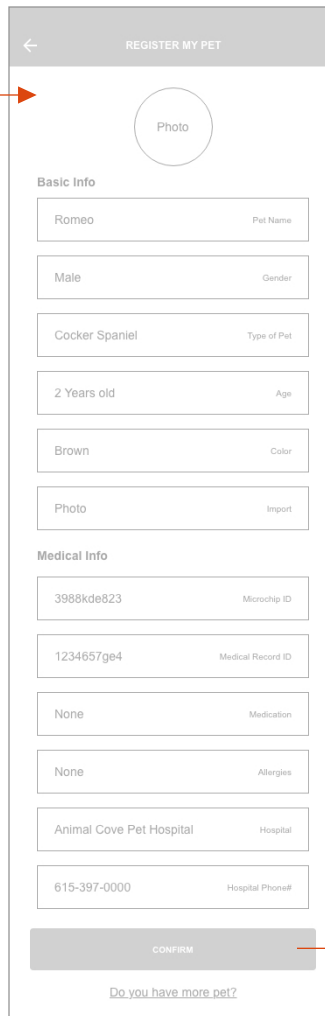 REGISTER MY PET
Photo
Basic Info
Romeo Pet Name
Male Gender
Cocker Spaniel Type of Pet
2 Years old Age
Brown Color
Photo Import
Medical Info
3988kde823 Microchip ID
1234657ge4 Medical Record ID
None Medication
None Allergies
Animal Cove Pet Hospital Hospital
615-397-0000 Hospital Phone#
CONFIRM
Do you have more pet?